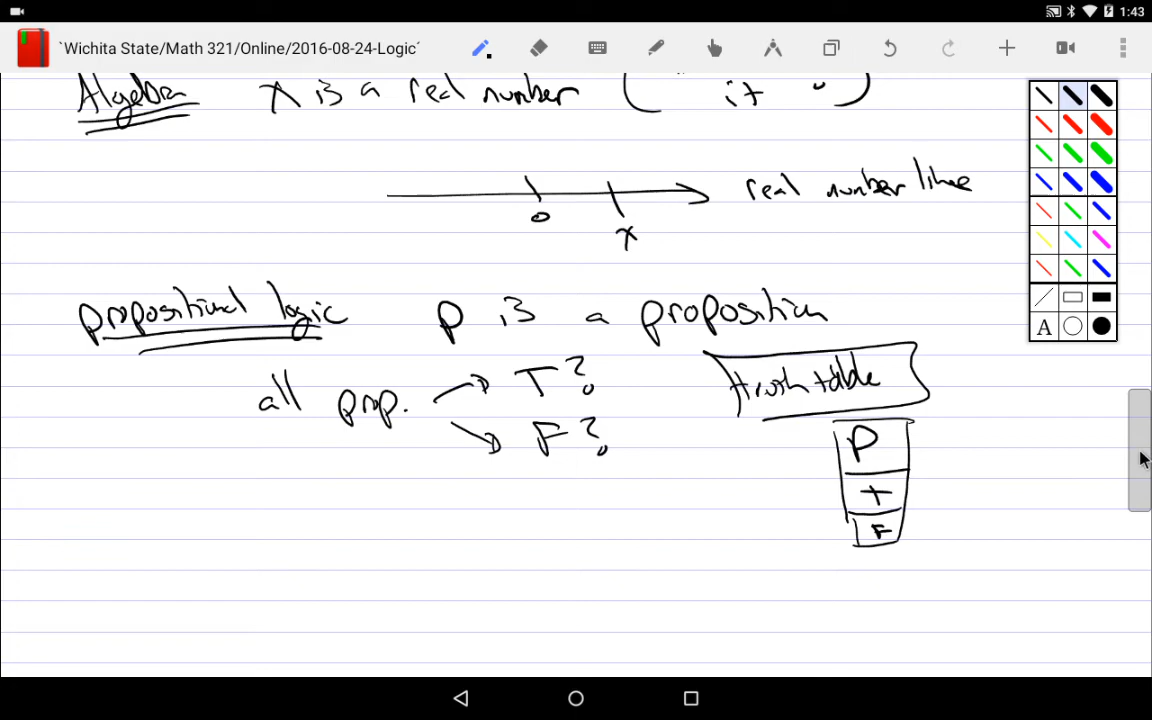 1:43
`Wichita State/Math 321/Online/2016-08-24-Logic`
Algebra x is a real number ( it )
real number line
0
x
propositional logic P is a proposition
all prop. T?
F?
truth table
P
T
F
A